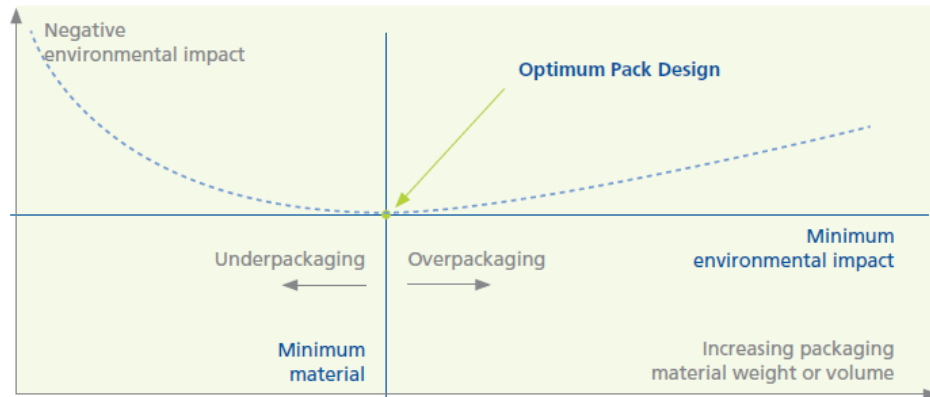 Negative
environmental impact
Optimum Pack Design
Minimum
environmental impact
Underpackaging
Overpackaging
Minimum
material
Increasing packaging
material weight or volume